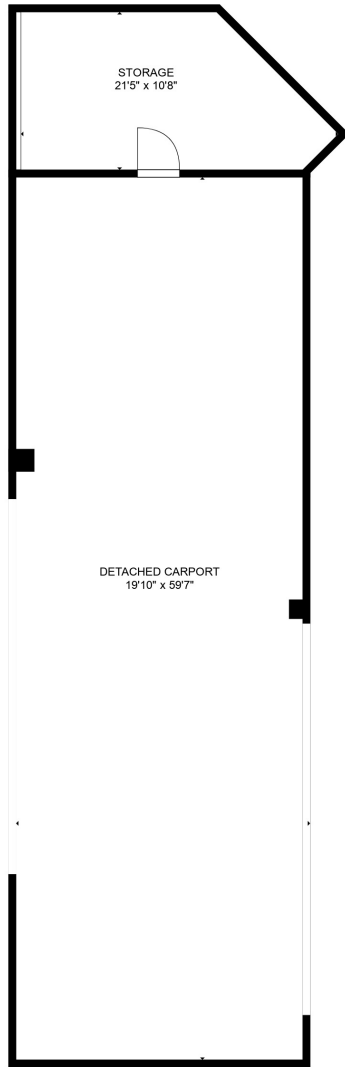 STORAGE
21'5" x 10'8"
DETACHED CARPORT
19'10" x 59'7"